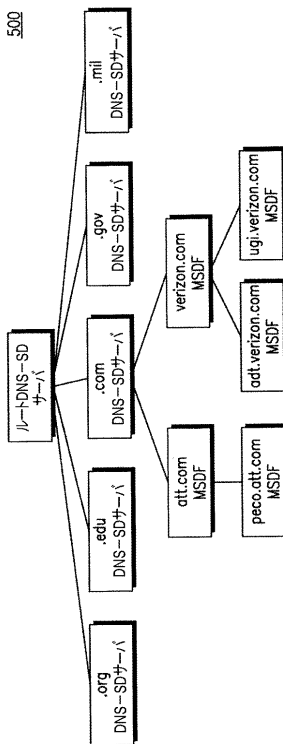 500
ルートDNS-SD
サーバ
.org
DNS-SDサーバ
.edu
DNS-SDサーバ
.com
DNS-SDサーバ
.gov
DNS-SDサーバ
.mil
DNS-SDサーバ
att.com
MSDF
verizon.com
MSDF
peco.att.com
MSDF
adt.verizon.com
MSDF
ugi.verizon.com
MSDF